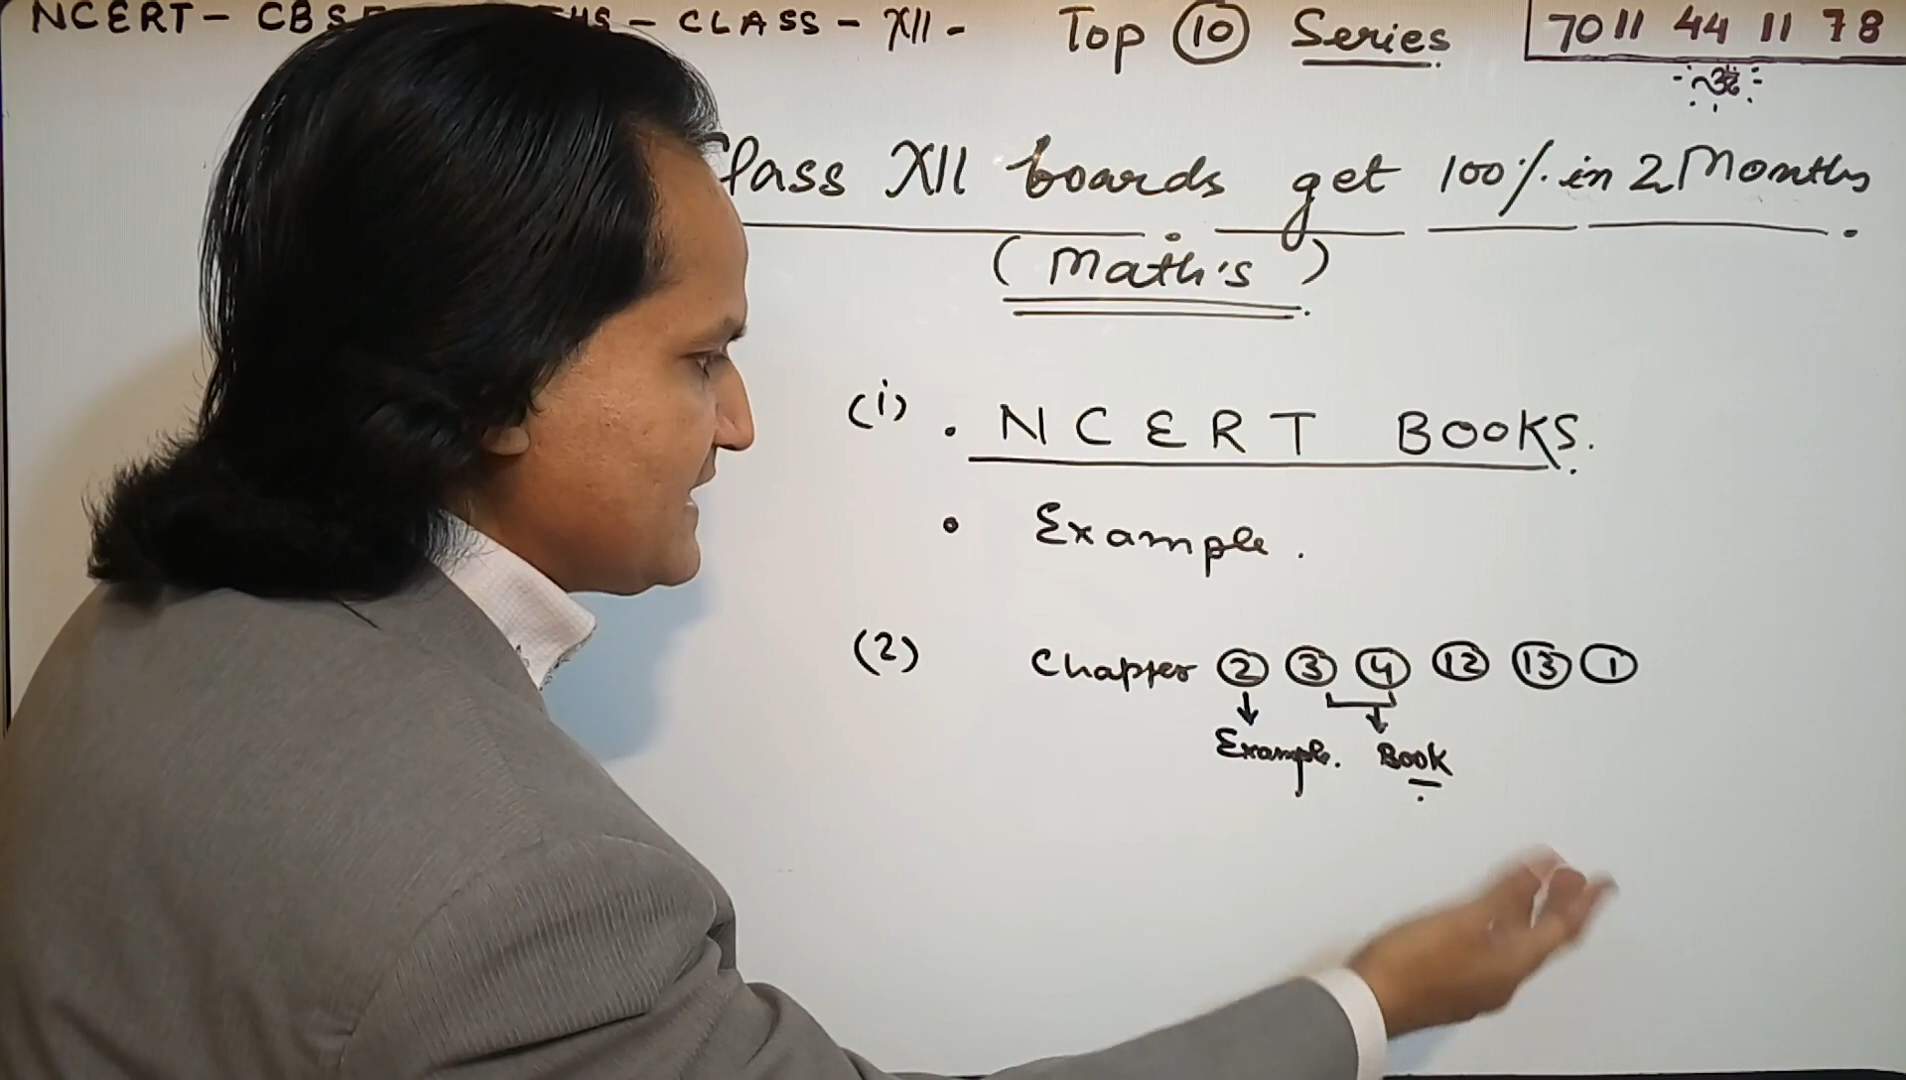 NCERT - CBSE - CLASS - XII - Top 10 Series
7011 44 11 78
Class XII boards get 100% in 2 Months
(Math's)
(i) . NCERT BOOKS.
• Example.
(2) Chapter 2 3 4 12 13 1
Example. Book